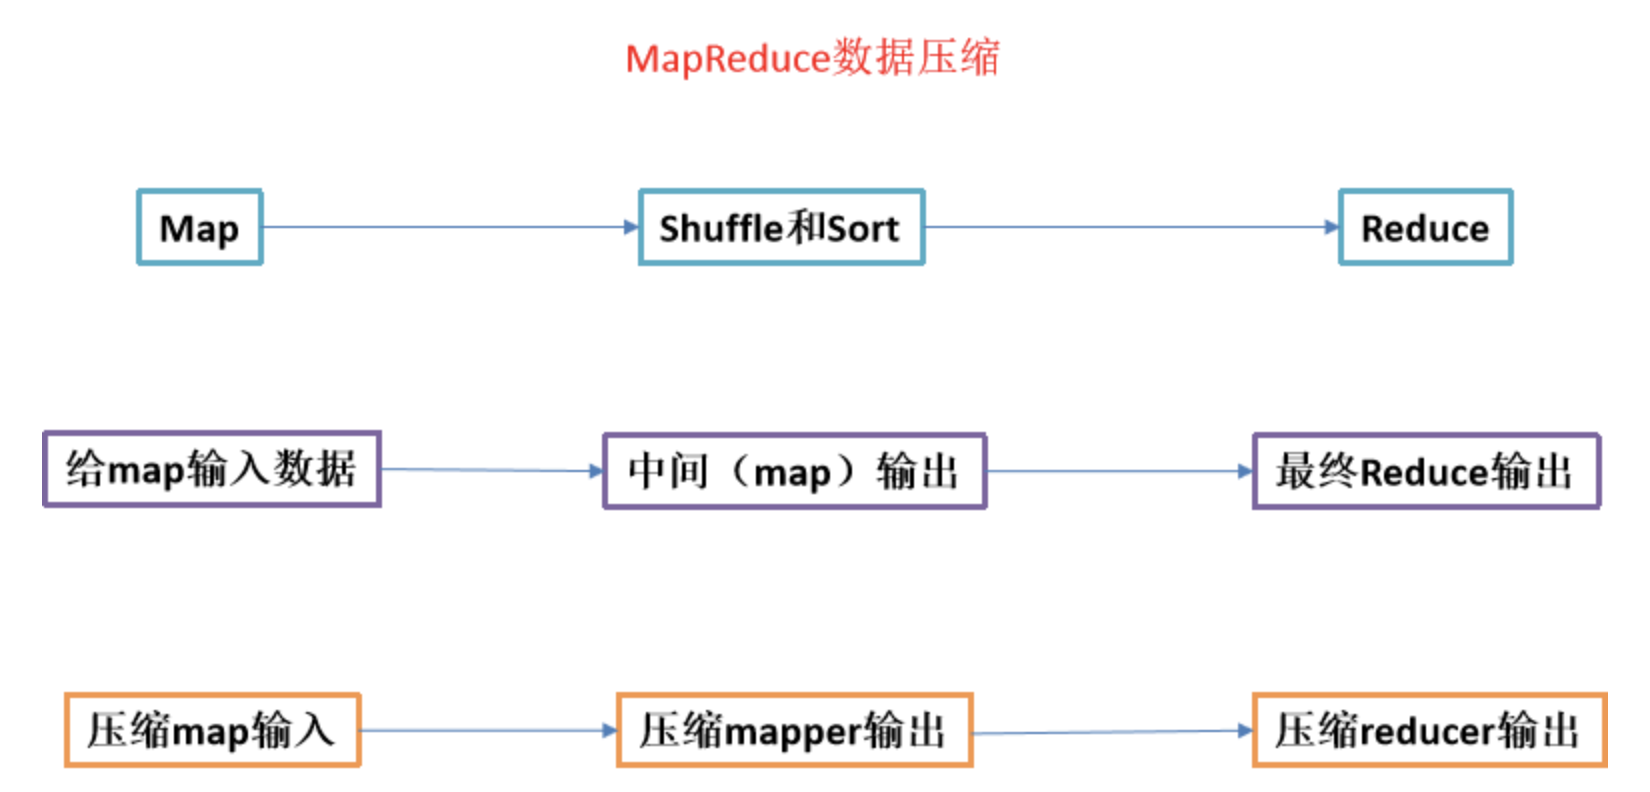 MapReduce数据压缩
Map
Shuffle和Sort
Reduce
给map输入数据
中间（map）输出
最终Reduce输出
压缩map输入
压缩mapper输出
压缩reducer输出